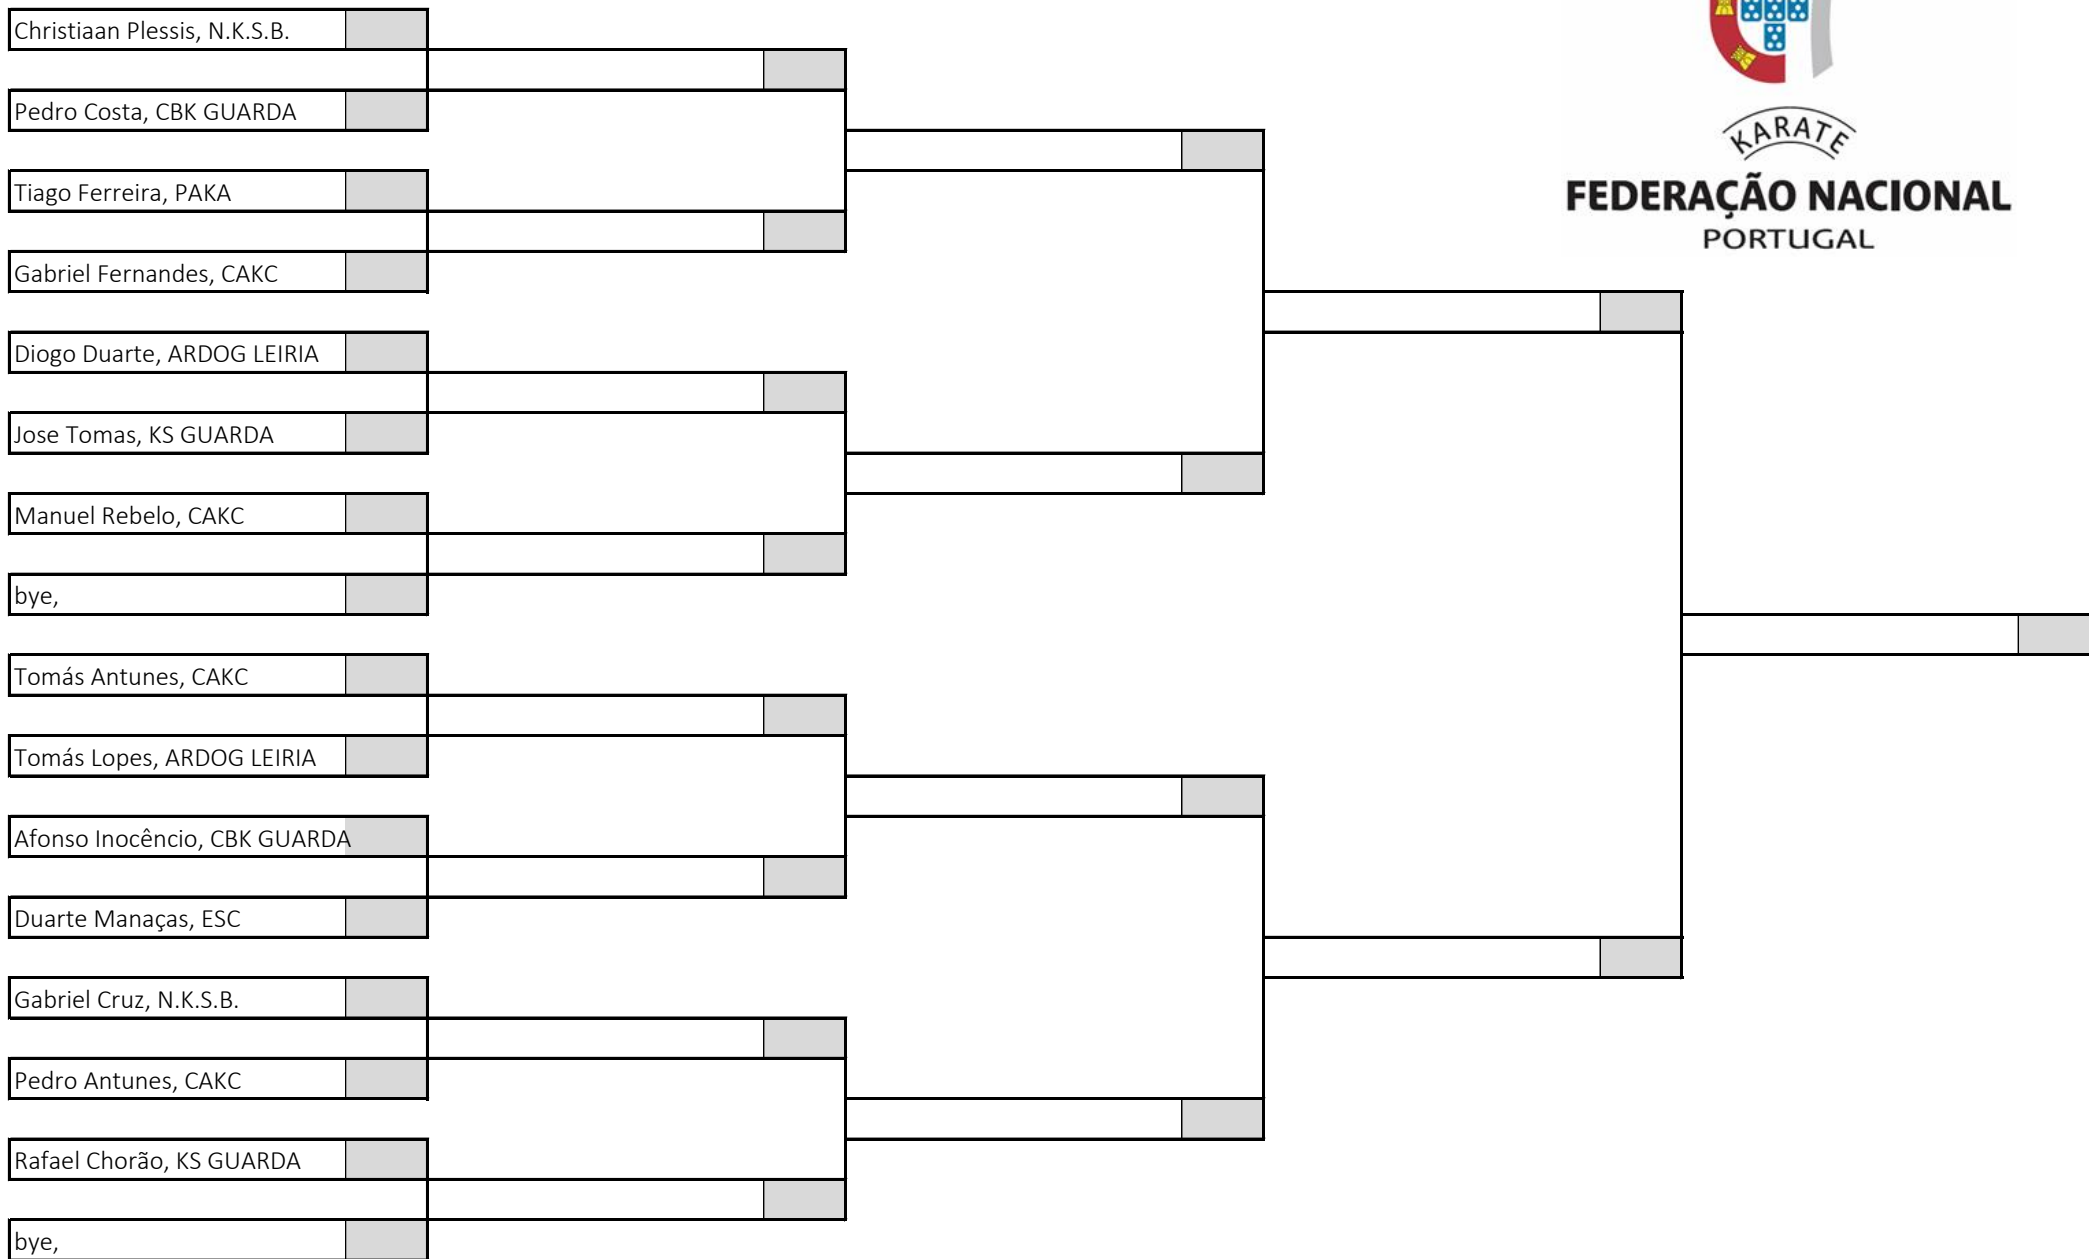 Christiaan Plessis, N.K.S.B.
Pedro Costa, CBK GUARDA
Tiago Ferreira, PAKA
Gabriel Fernandes, CAKC
Diogo Duarte, ARDOG LEIRIA
Jose Tomas, KS GUARDA
Manuel Rebelo, CAKC
bye,
Tomás Antunes, CAKC
Tomás Lopes, ARDOG LEIRIA
Afonso Inocêncio, CBK GUARDA
Duarte Manaças, ESC
Gabriel Cruz, N.K.S.B.
Pedro Antunes, CAKC
Rafael Chorão, KS GUARDA
bye,
KARATE
FEDERAÇÃO NACIONAL
PORTUGAL